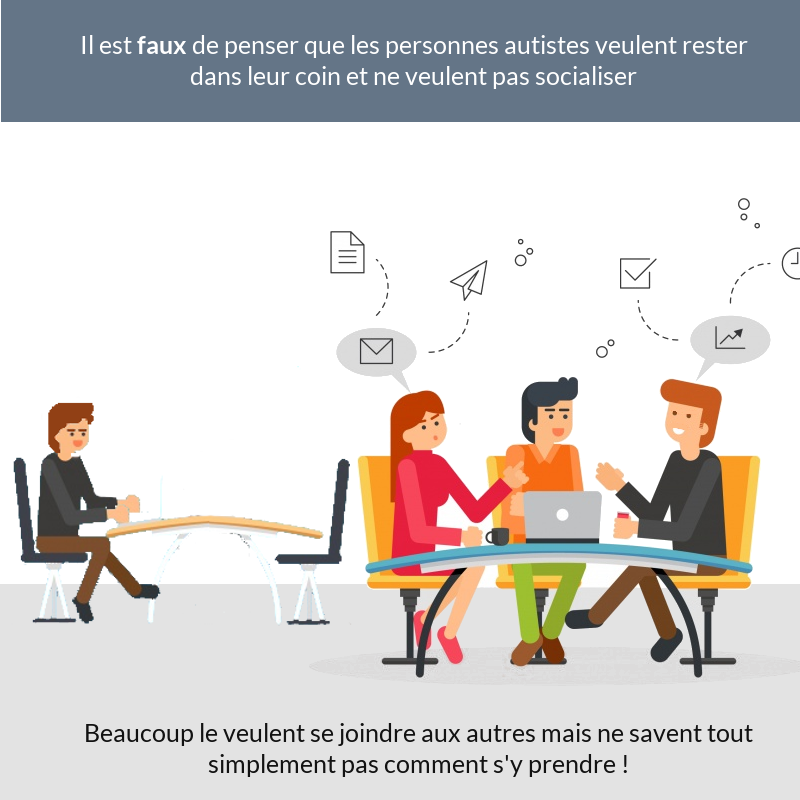 Il est faux de penser que les personnes autistes veulent rester
dans leur coin et ne veulent pas socialiser
Beaucoup le veulent se joindre aux autres mais ne savent tout
simplement pas comment s'y prendre !